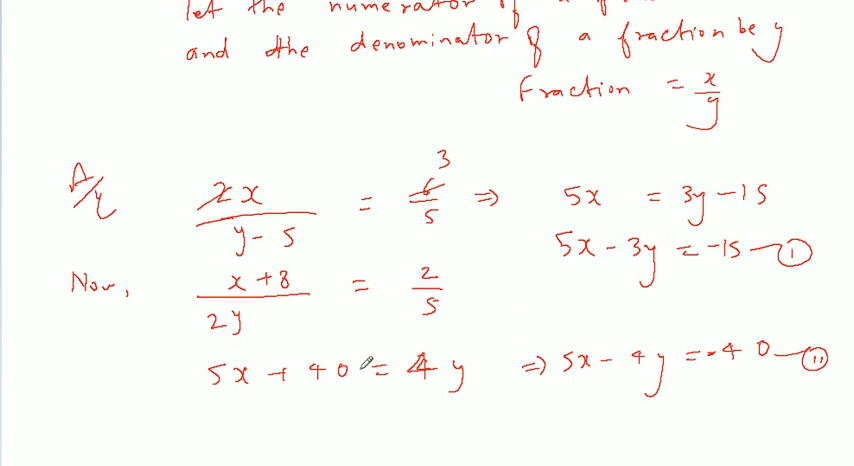 let the numerator of a
and the denominator of a fraction be y
Fraction = x/y
A/q 2x/(y-5) = 6/5 3 ⇒ 5x = 3y-15
5x - 3y = -15 — (i)
Now, (x+8)/2y = 2/5
5x + 40 = 4y ⇒ 5x - 4y = -40 — (ii)